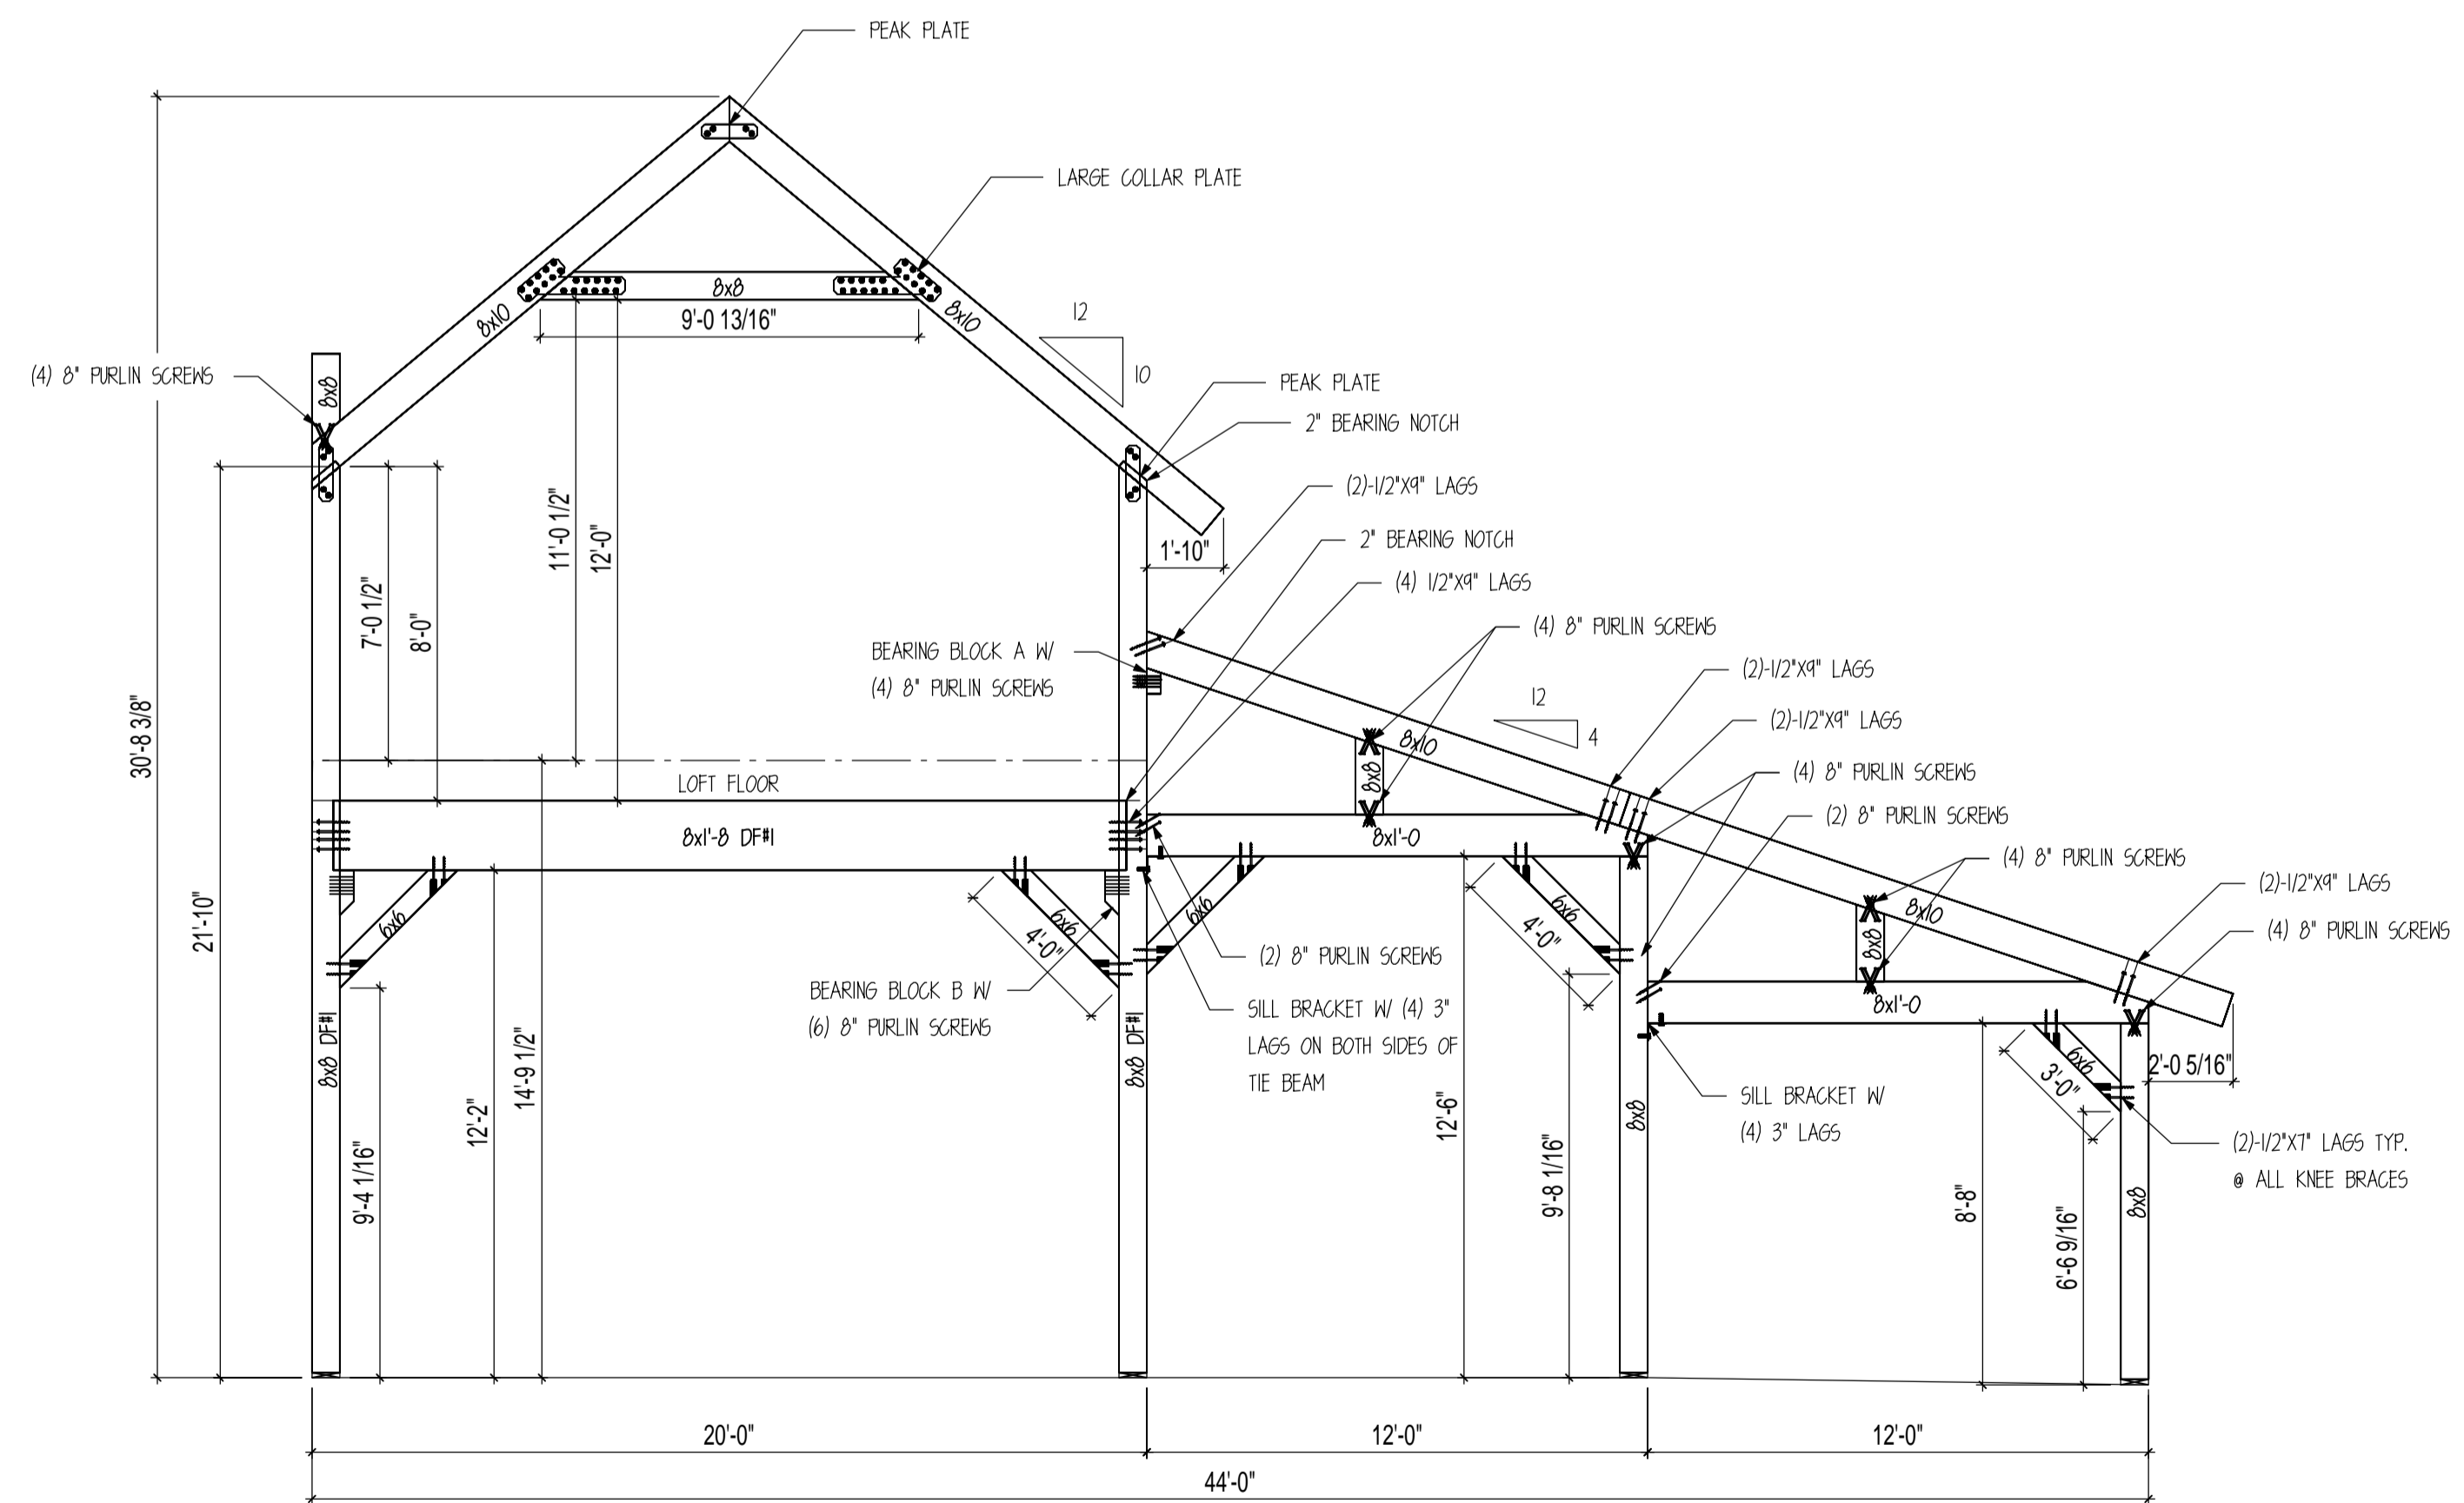 PEAK PLATE
LARGE COLLAR PLATE
8x8
9'-0 13/16"
8x10
8x10
12
10
(4) 8" PURLIN SCREWS
8x8
PEAK PLATE
2" BEARING NOTCH
(2)-1/2"X9" LAGS
2" BEARING NOTCH
1'-10"
(4) 1/2"X9" LAGS
11'-0 1/2"
12'-0"
7'-0 1/2"
8'-0"
(4) 8" PURLIN SCREWS
BEARING BLOCK A W/
(4) 8" PURLIN SCREWS
(2)-1/2"X9" LAGS
12
4
(2)-1/2"X9" LAGS
30'-8 3/8"
8x10
8x8
(4) 8" PURLIN SCREWS
LOFT FLOOR
(2) 8" PURLIN SCREWS
8x1'-8 DF#1
8x1'-0
(4) 8" PURLIN SCREWS
(2)-1/2"X9" LAGS
21'-10"
6x6
6x6
4'-0"
6x6
6x6
4'-0"
8x10
8x8
(4) 8" PURLIN SCREWS
(2) 8" PURLIN SCREWS
BEARING BLOCK B W/
(6) 8" PURLIN SCREWS
SILL BRACKET W/ (4) 3"
LAGS ON BOTH SIDES OF
TIE BEAM
8x1'-0
8x8 DF#1
8x8 DF#1
14'-9 1/2"
12'-2"
9'-4 1/16"
12'-6"
9'-8 1/16"
8x8
SILL BRACKET W/
(4) 3" LAGS
6x6
3'-0"
2'-0 5/16"
(2)-1/2"X7" LAGS TYP.
@ ALL KNEE BRACES
8'-8"
6'-6 9/16"
8x8
20'-0"
12'-0"
12'-0"
44'-0"